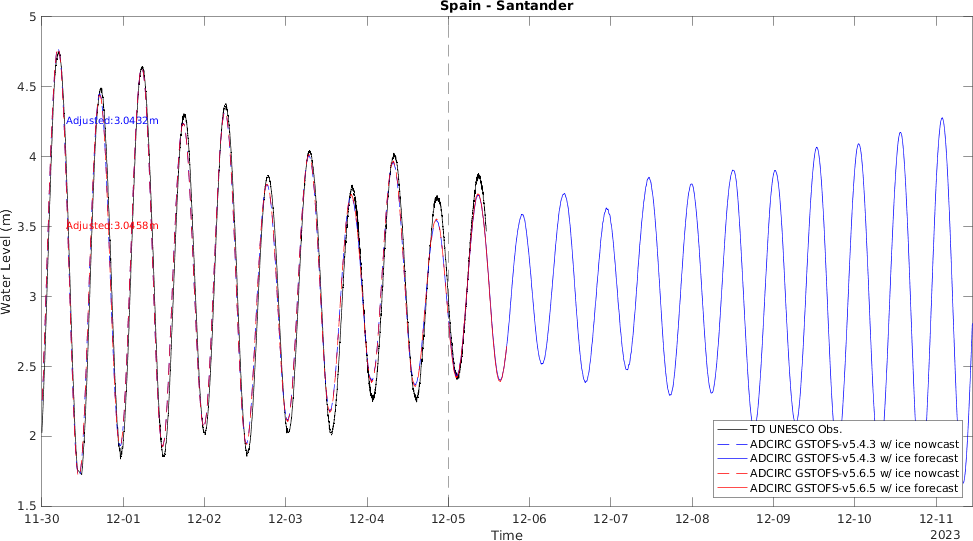 Spain - Santander
5
4.5
4
3.5
3
2.5
2
1.5
Water Level (m)
Adjusted:3.0432m
Adjusted:3.0458m
TD UNESCO Obs.
ADCIRC GSTOFS-v5.4.3 w/ ice nowcast
ADCIRC GSTOFS-v5.4.3 w/ ice forecast
ADCIRC GSTOFS-v5.6.5 w/ ice nowcast
ADCIRC GSTOFS-v5.6.5 w/ ice forecast
11-30 12-01 12-02 12-03 12-04 12-05 12-06 12-07 12-08 12-09 12-10 12-11
2023
Time